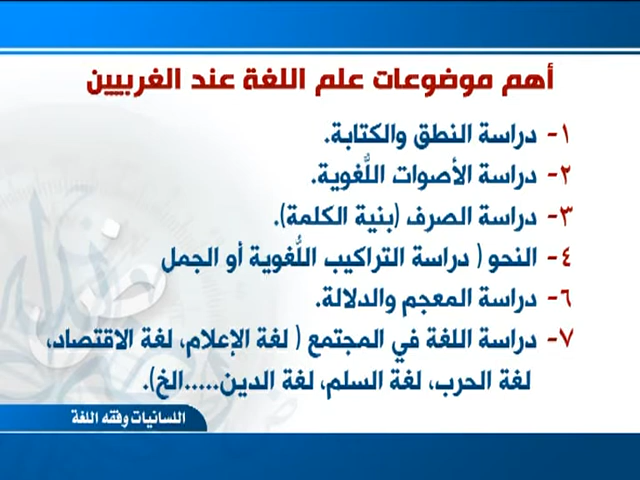 أهم موضوعات علم اللغة عند الغربيين
١- دراسة النطق والكتابة.
٢- دراسة الأصوات اللُّغوية.
٣- دراسة الصرف (بنية الكلمة).
٤- النحو ( دراسة التراكيب اللُغوية أو الجمل
٦- دراسة المعجم والدلالة.
٧- دراسة اللغة في المجتمع ( لغة الإعلام، لغة الاقتصاد،
لغة الحرب، لغة السلم، لغة الدين.....الخ).
اللسانيات وفقه اللغة